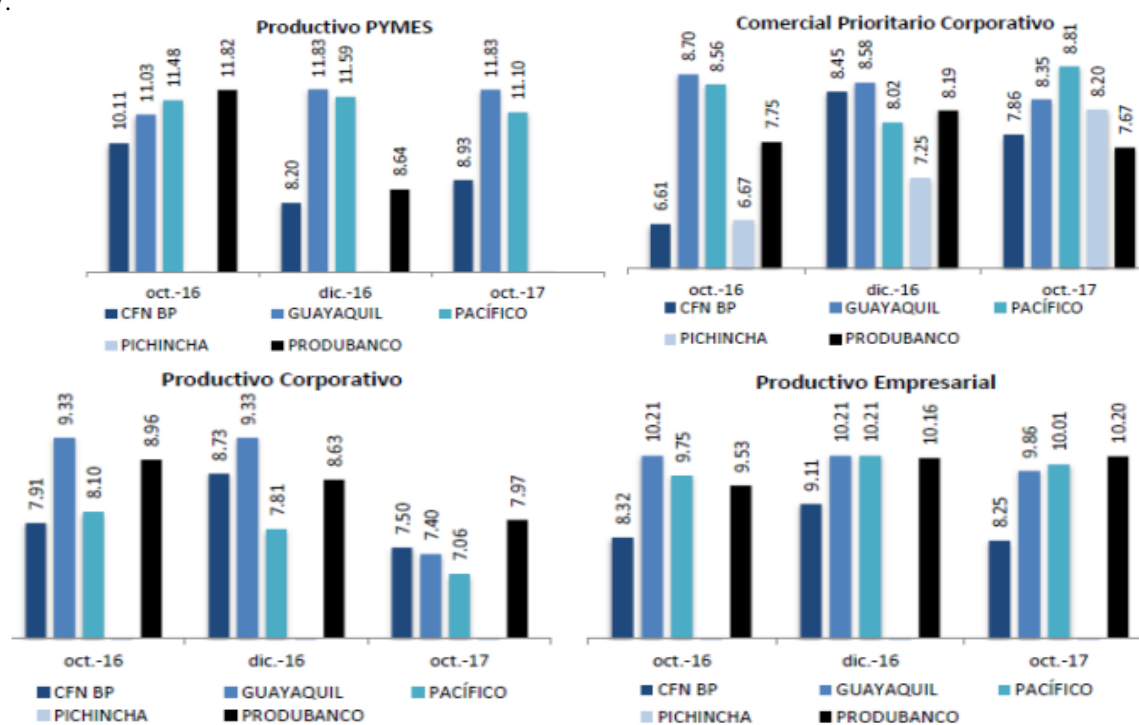 Productivo PYMES
10.11 11.03 11.48 11.82 8.20 11.83 11.59 8.64 8.93 11.83 11.10
oct.-16 dic.-16 oct.-17
CFN BP GUAYAQUIL PACÍFICO
PICHINCHA PRODUBANCO
Comercial Prioritario Corporativo
6.61 8.70 8.56 6.67 7.75 8.45 8.58 8.02 7.25 8.19 7.86 8.35 8.81 8.20 7.67
oct.-16 dic.-16 oct.-17
CFN BP GUAYAQUIL PACÍFICO
PICHINCHA PRODUBANCO
Productivo Corporativo
7.91 9.33 8.10 8.96 8.73 9.33 7.81 8.63 7.50 7.40 7.06 7.97
oct.-16 dic.-16 oct.-17
CFN BP GUAYAQUIL PACÍFICO
PICHINCHA PRODUBANCO
Productivo Empresarial
8.32 10.21 9.75 9.53 9.11 10.21 10.21 10.16 8.25 9.86 10.01 10.20
oct.-16 dic.-16 oct.-17
CFN BP GUAYAQUIL PACÍFICO
PICHINCHA PRODUBANCO